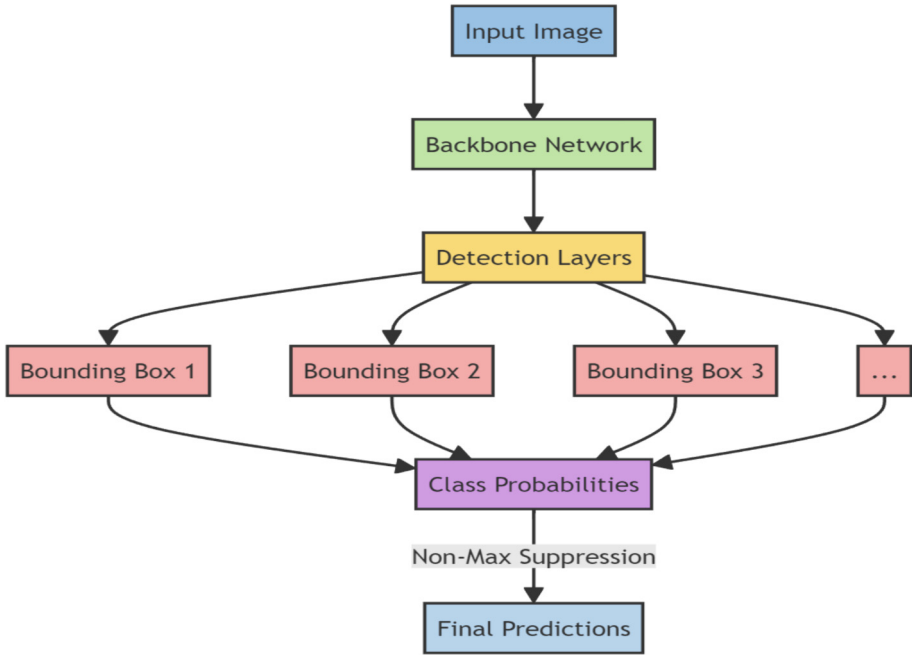 Input Image
Backbone Network
Detection Layers
Bounding Box 1
Bounding Box 2
Bounding Box 3
...
Class Probabilities
Non-Max Suppression
Final Predictions